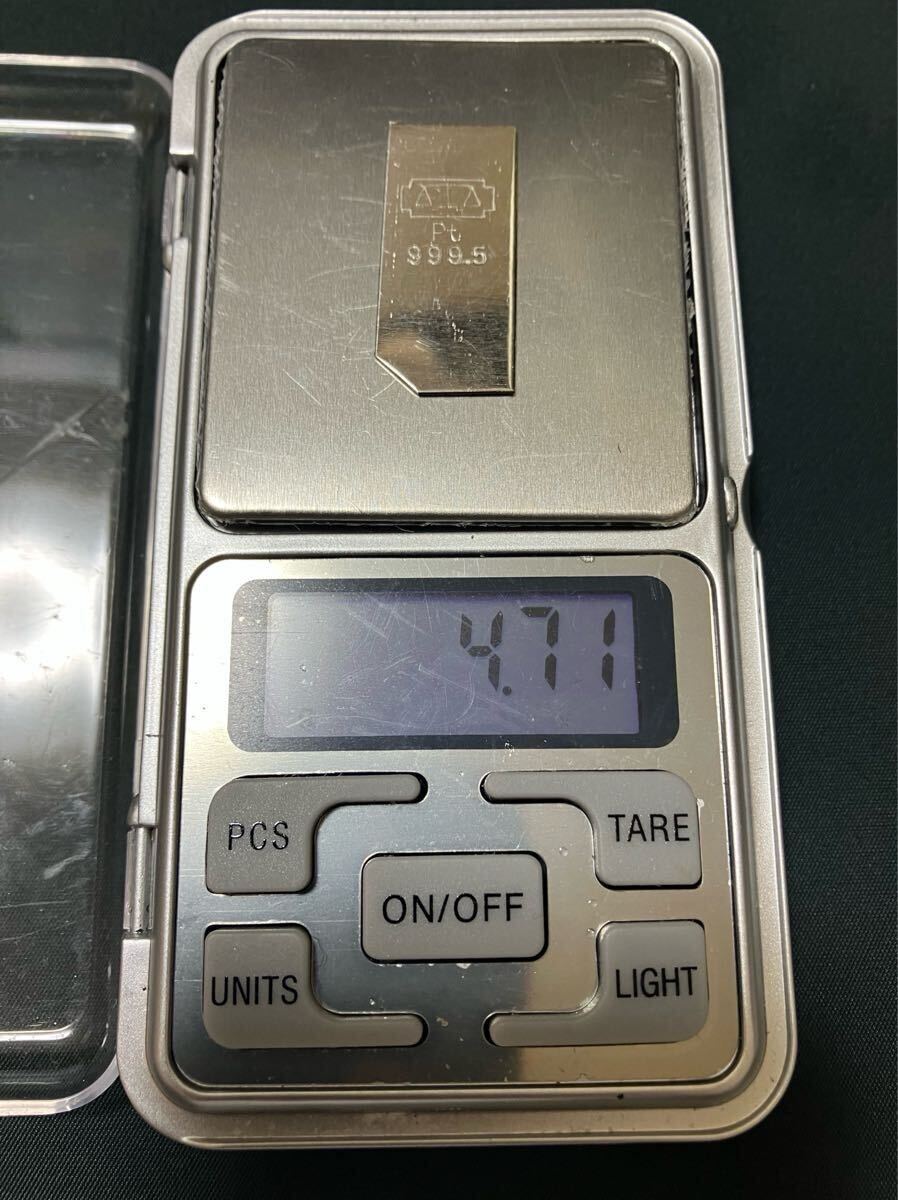 Pt
999.5
4.71
PCS
TARE
ON/OFF
UNITS
LIGHT